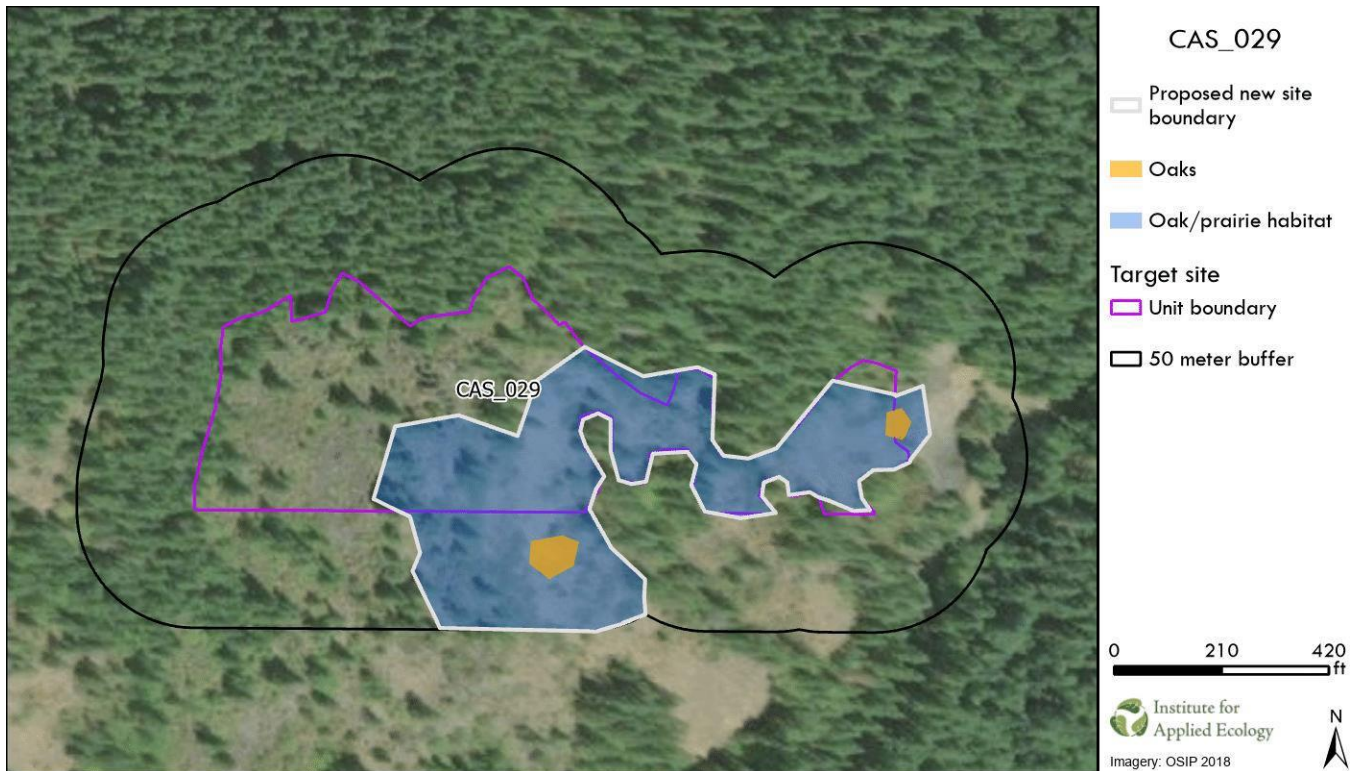 CAS_029
CAS_029
Proposed new site
boundary
Oaks
Oak/prairie habitat
Target site
Unit boundary
50 meter buffer
0 210 420
ft
Institute for
Applied Ecology
N
Imagery: OSIP 2018